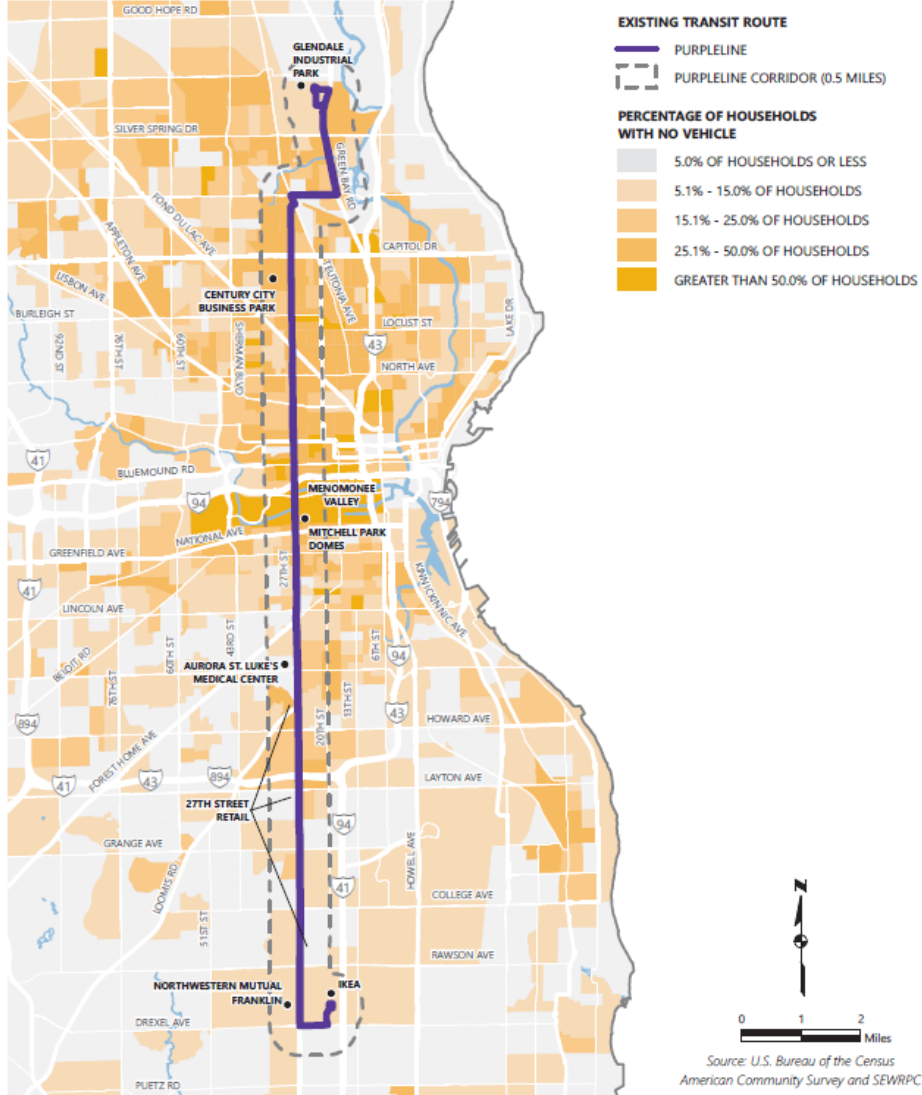 GOOD HOPE RD
GLENDALE
INDUSTRIAL
PARK
SILVER SPRING DR
GREEN BAY RD
FOND DU LAC AVE
APPLETON AVE
CAPITOL DR
LISBON AVE
TEUTONIA AVE
CENTURY CITY
BUSINESS PARK
BURLEIGH ST
LOCUST ST
LAKE DR
92ND ST
76TH ST
60TH ST
SHERMAN BLVD
43
NORTH AVE
41
BLUEMOUND RD
94
MENOMONEE
VALLEY
794
NATIONAL AVE
MITCHELL PARK
DOMES
GREENFIELD AVE
27TH ST
KINNICKINNIC AVE
41
LINCOLN AVE
BELOIT RD
76TH ST
60TH ST
43RD ST
6TH ST
94
AURORA ST. LUKE'S
MEDICAL CENTER
13TH ST
20TH ST
43
894
HOWARD AVE
FOREST HOME AVE
41
43
894
LAYTON AVE
27TH STREET
RETAIL
94
GRANGE AVE
HOWELL AVE
LOOMIS RD
41
COLLEGE AVE
51ST ST
RAWSON AVE
NORTHWESTERN MUTUAL
FRANKLIN
IKEA
DREXEL AVE
PUETZ RD
EXISTING TRANSIT ROUTE
PURPLELINE
PURPLELINE CORRIDOR (0.5 MILES)
PERCENTAGE OF HOUSEHOLDS
WITH NO VEHICLE
5.0% OF HOUSEHOLDS OR LESS
5.1% - 15.0% OF HOUSEHOLDS
15.1% - 25.0% OF HOUSEHOLDS
25.1% - 50.0% OF HOUSEHOLDS
GREATER THAN 50.0% OF HOUSEHOLDS
N
0 1 2
Miles
Source: U.S. Bureau of the Census
American Community Survey and SEWRPC